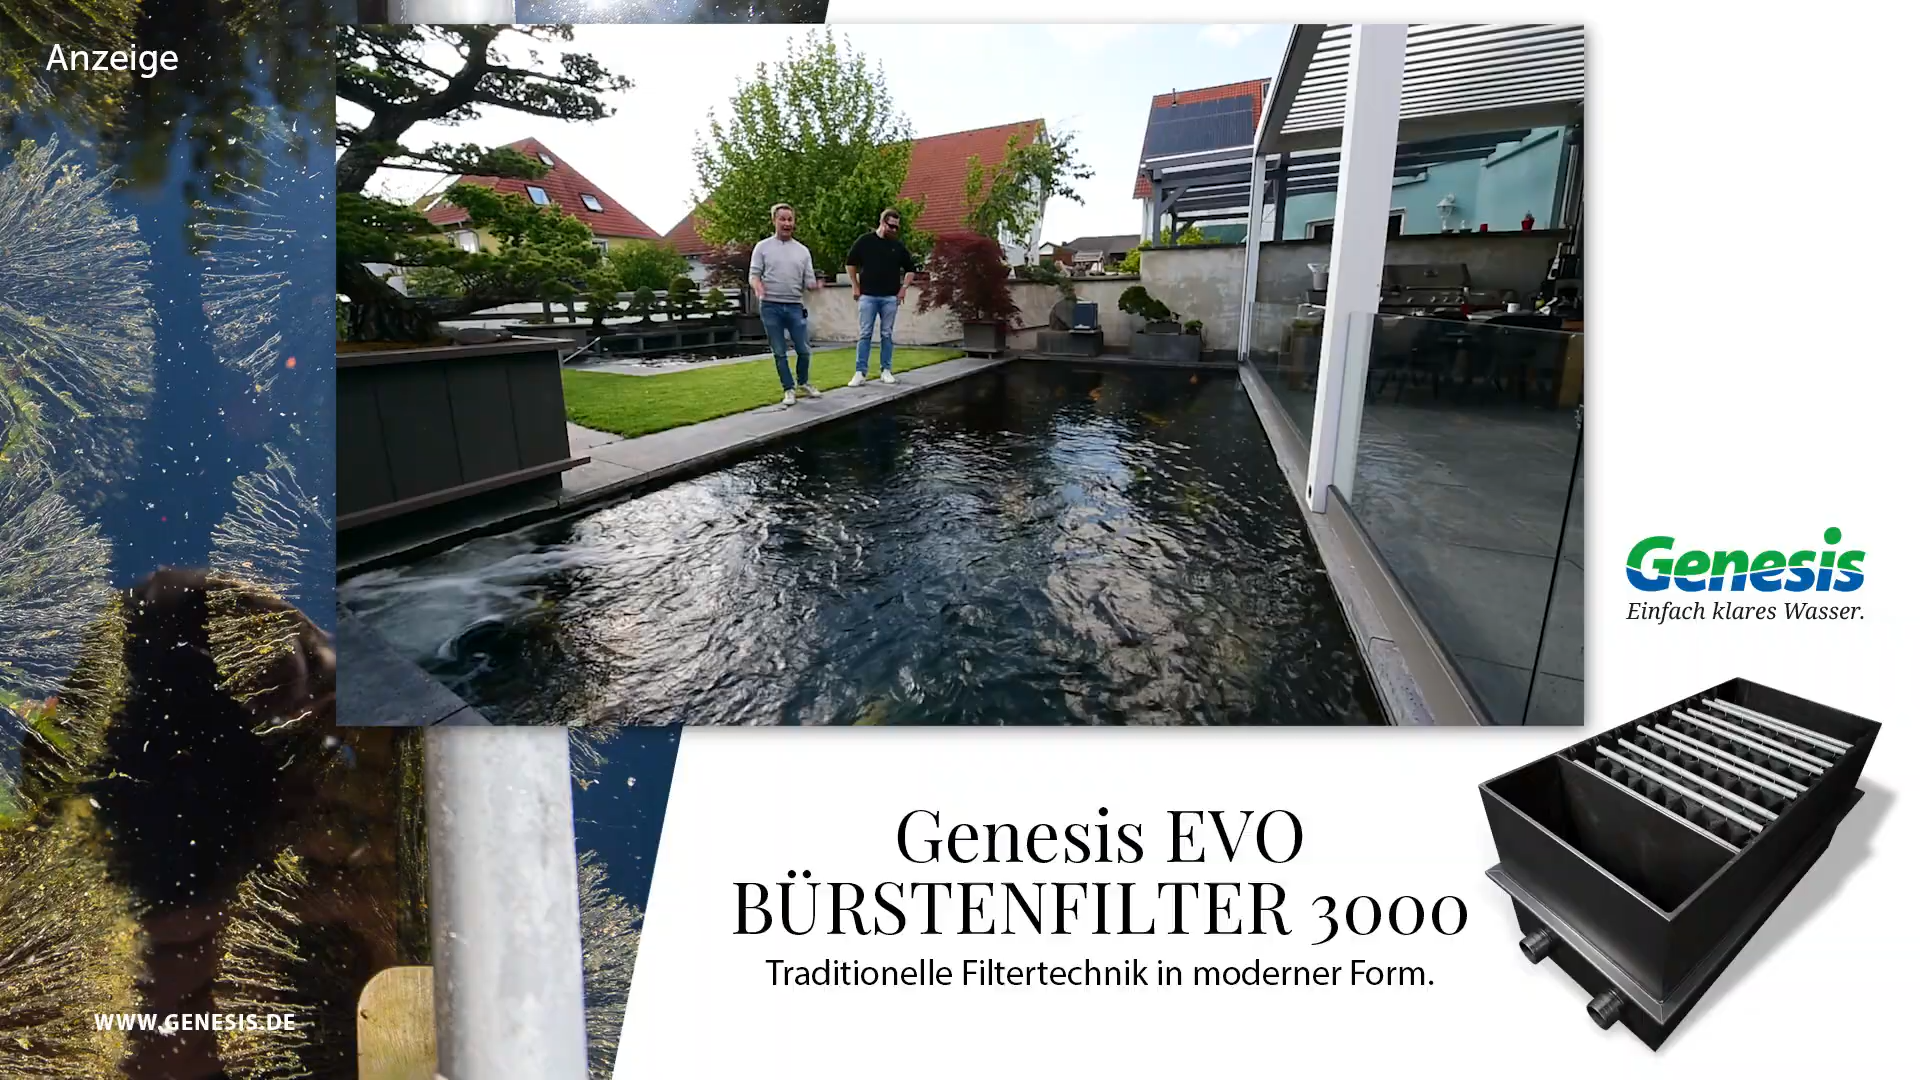 Anzeige
Genesis
Einfach klares Wasser.
Genesis EVO
BÜRSTENFILTER 3000
Traditionelle Filtertechnik in moderner Form.
WWW.GENESIS.DE